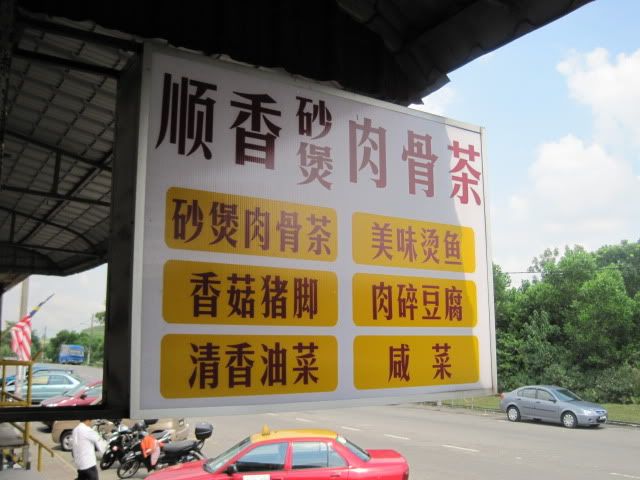 顺香砂煲肉骨茶
砂煲肉骨茶
美味烫鱼
香菇猪脚
肉碎豆腐
清香油菜
咸菜